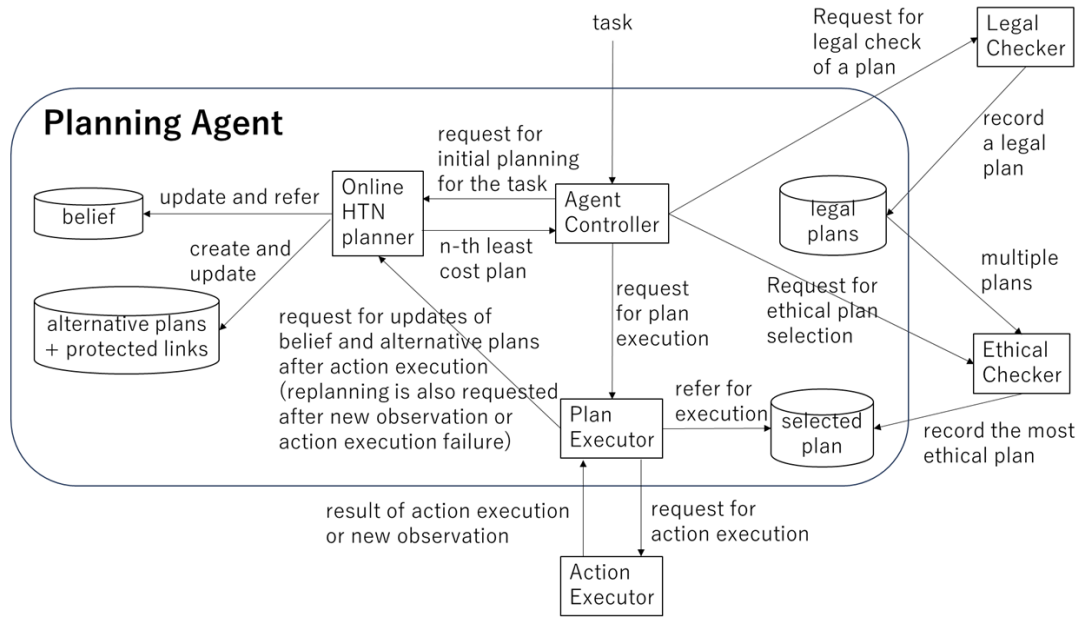 task
Request for
legal check
of a plan
Legal
Checker
Planning Agent
record
a legal
plan
request for
initial planning
for the task
Online
HTN
planner
Agent
Controller
update and refer
belief
legal
plans
n-th least
cost plan
create and
update
multiple
plans
alternative plans
+ protected links
request
for plan
execution
Request for
ethical plan
selection
request for updates of
belief and alternative plans
after action execution
(replanning is also requested
after new observation or
action execution failure)
Ethical
Checker
refer for
execution
Plan
Executor
selected
plan
record the most
ethical plan
result of action execution
or new observation
request for
action execution
Action
Executor